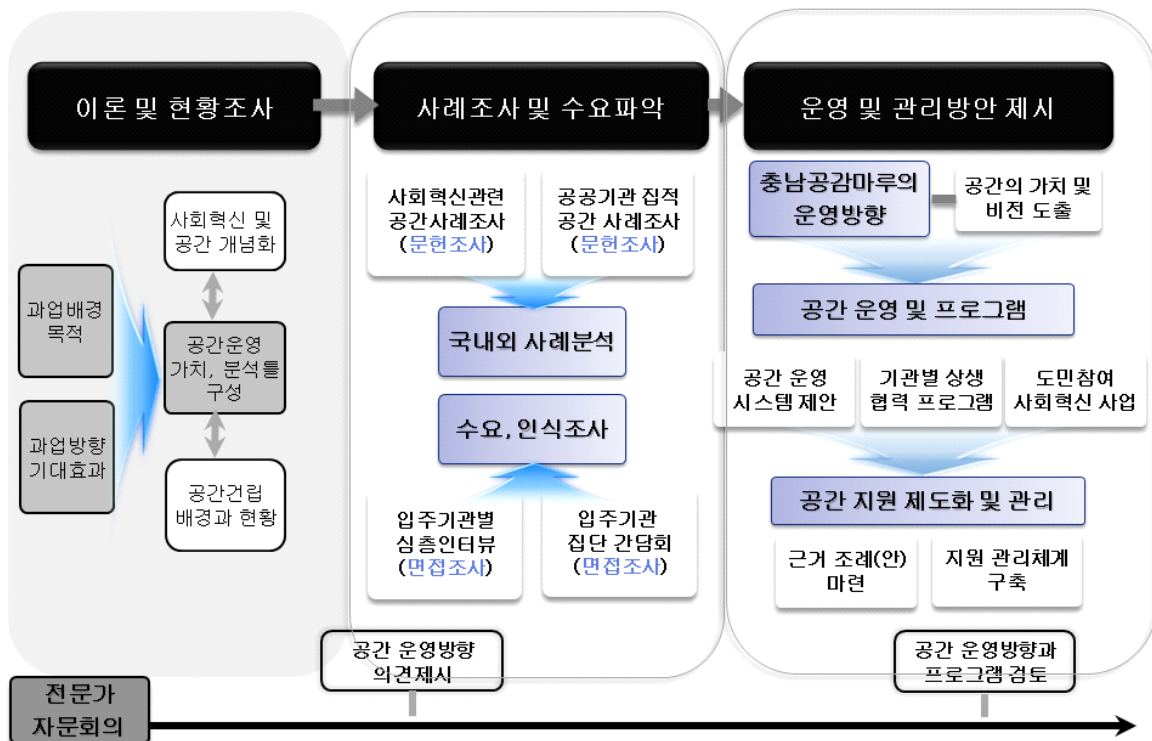 이론 및 현황조사
사회혁신 및
공간 개념화
과업배경
목적
공간운영
가치, 분석틀
구성
과업방향
기대효과
공간건립
배경과 현황
사례조사 및 수요파악
사회혁신관련
공간사례조사
(문헌조사)
공공기관 집적
공간 사례조사
(문헌조사)
국내외 사례분석
수요, 인식조사
입주기관별
심층인터뷰
(면접조사)
입주기관
집단 간담회
(면접조사)
운영 및 관리방안 제시
충남공감마루의
운영방향
공간의 가치 및
비전 도출
공간 운영 및 프로그램
공간 운영
시스템 제안
기관별 상생
협력 프로그램
도민참여
사회혁신 사업
공간 지원 제도화 및 관리
근거 조례(안)
마련
지원 관리체계
구축
공간 운영방향
의견제시
공간 운영방향과
프로그램 검토
전문가
자문회의